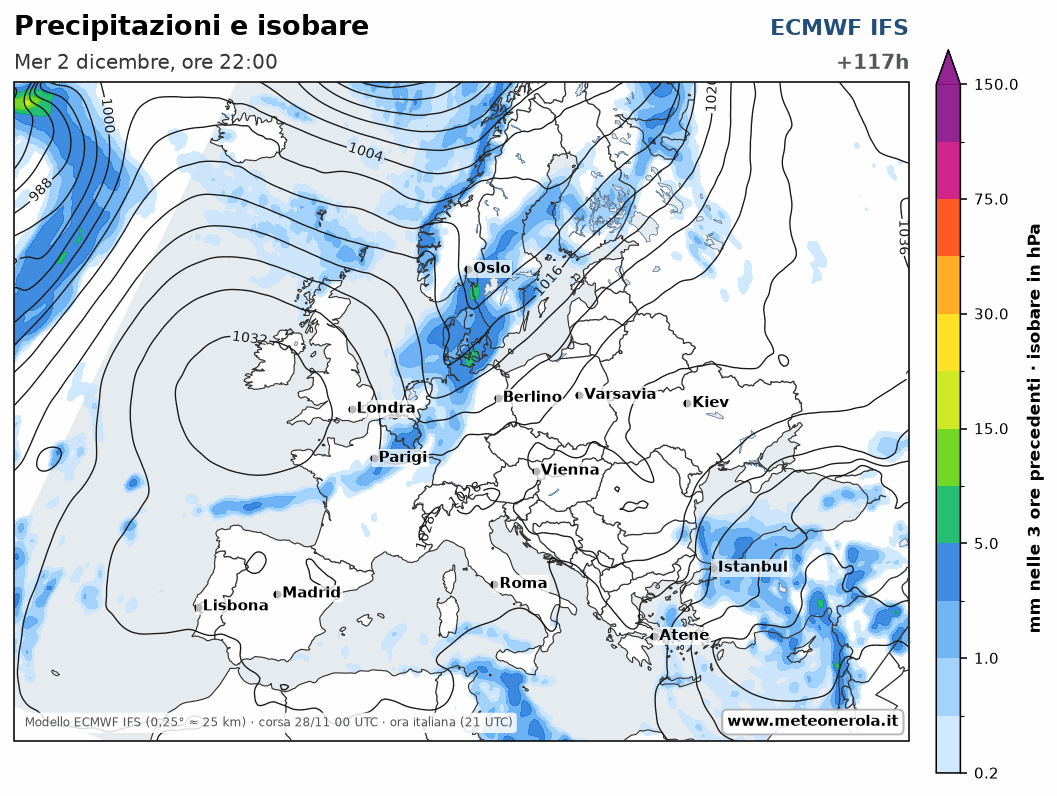 Precipitazioni e isobare
ECMWF IFS
Mer 2 dicembre, ore 22:00
+117h
1000
1020
1004
988
1036
Oslo
1016
1032
Londra
Berlino
Varsavia
Kiev
Parigi
Vienna
1028
1028
Istanbul
Roma
Madrid
Lisbona
Atene
Modello ECMWF IFS (0,25° ≈ 25 km) · corsa 28/11 00 UTC · ora italiana (21 UTC)
www.meteonerola.it
150.0
75.0
30.0
15.0
5.0
1.0
0.2
mm nelle 3 ore precedenti · isobare in hPa